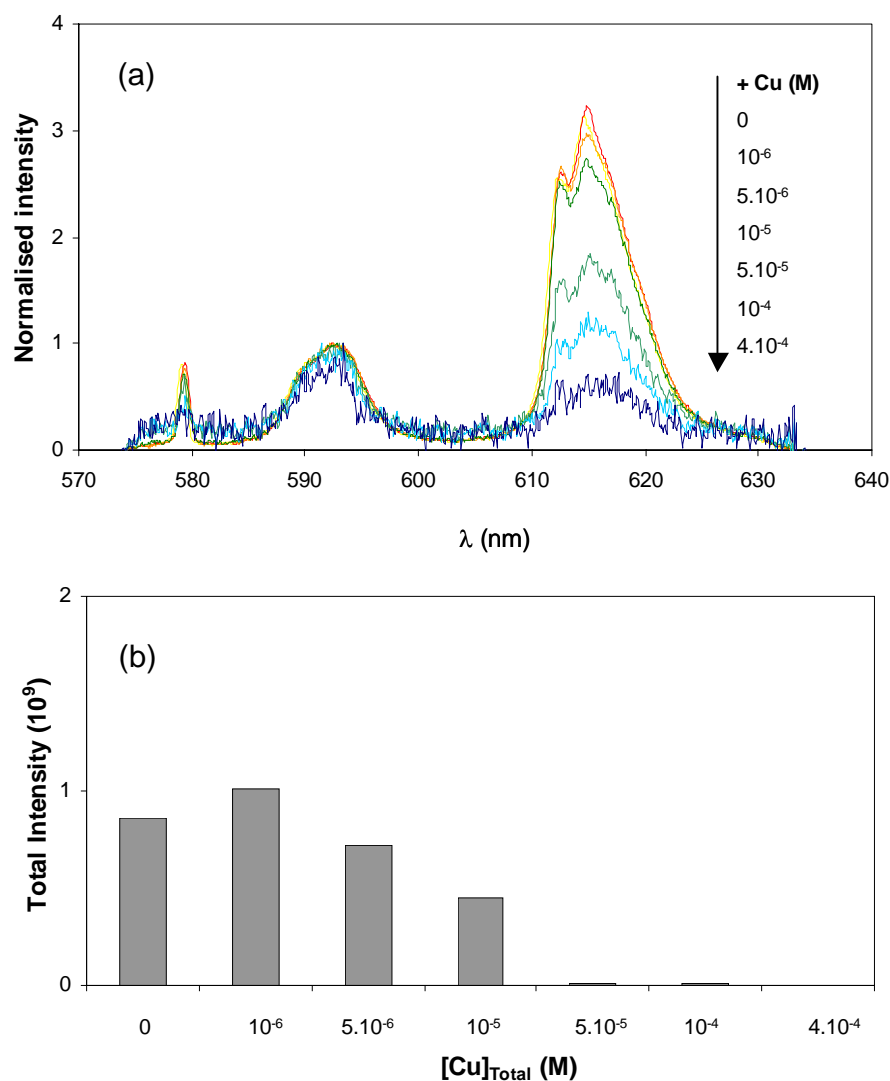 (a)
Normalised intensity
4
3
2
1
0
570 580 590 600 610 620 630 640
λ (nm)
+ Cu (M)
0
10⁻⁶
5.10⁻⁶
10⁻⁵
5.10⁻⁵
10⁻⁴
4.10⁻⁴
(b)
Total Intensity (10⁹)
2
1
0
0 10⁻⁶ 5.10⁻⁶ 10⁻⁵ 5.10⁻⁵ 10⁻⁴ 4.10⁻⁴
[Cu]Total (M)